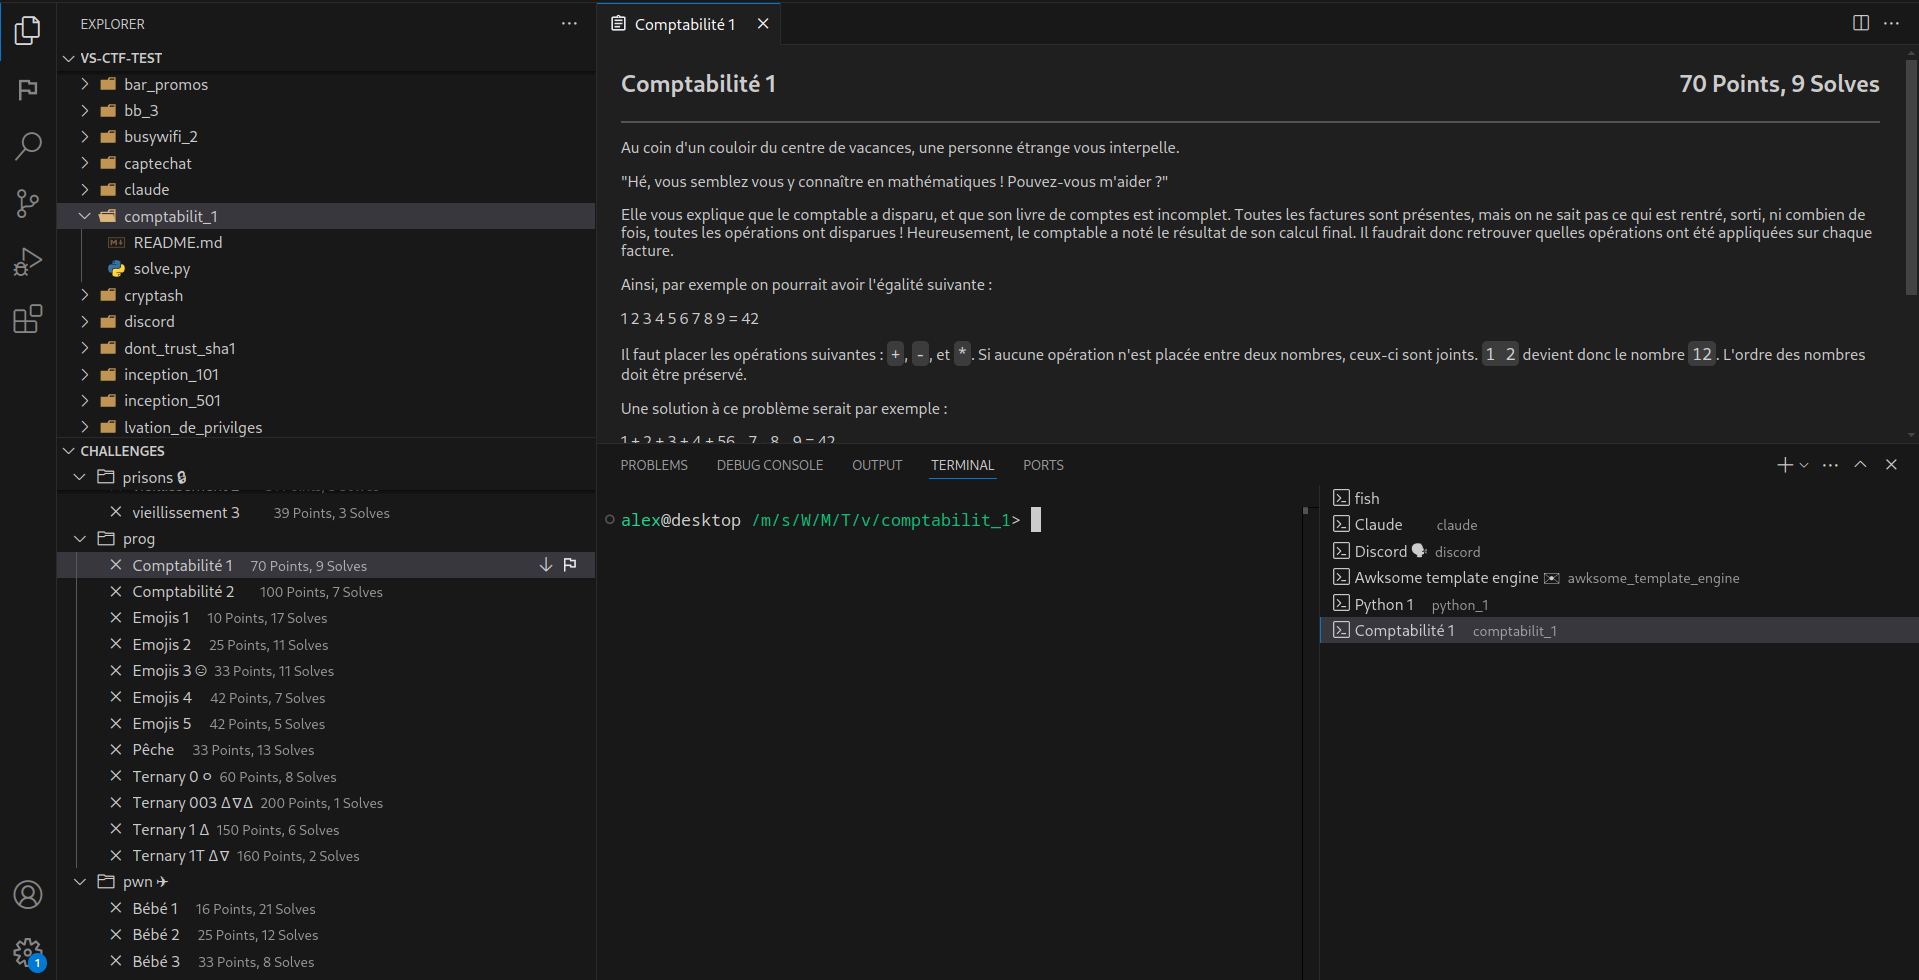 EXPLORER
VS-CTF-TEST
bar_promos
bb_3
busywifi_2
captechat
claude
comptabilit_1
README.md
solve.py
cryptash
discord
dont_trust_sha1
inception_101
inception_501
lvation_de_privilges
CHALLENGES
prisons
vieillissement 3 39 Points, 3 Solves
prog
Comptabilité 1 70 Points, 9 Solves
Comptabilité 2 100 Points, 7 Solves
Emojis 1 10 Points, 17 Solves
Emojis 2 25 Points, 11 Solves
Emojis 3 33 Points, 11 Solves
Emojis 4 42 Points, 7 Solves
Emojis 5 42 Points, 5 Solves
Pêche 33 Points, 13 Solves
Ternary 0 60 Points, 8 Solves
Ternary 003 Δ∇Δ 200 Points, 1 Solves
Ternary 1 Δ 150 Points, 6 Solves
Ternary 1T Δ∇ 160 Points, 2 Solves
pwn ✈
Bébé 1 16 Points, 21 Solves
Bébé 2 25 Points, 12 Solves
Bébé 3 33 Points, 8 Solves
1
Comptabilité 1
Comptabilité 1 70 Points, 9 Solves
Au coin d'un couloir du centre de vacances, une personne étrange vous interpelle.
"Hé, vous semblez vous y connaître en mathématiques ! Pouvez-vous m'aider ?"
Elle vous explique que le comptable a disparu, et que son livre de comptes est incomplet. Toutes les factures sont présentes, mais on ne sait pas ce qui est rentré, sorti, ni combien de
fois, toutes les opérations ont disparues ! Heureusement, le comptable a noté le résultat de son calcul final. Il faudrait donc retrouver quelles opérations ont été appliquées sur chaque
facture.
Ainsi, par exemple on pourrait avoir l'égalité suivante :
1 2 3 4 5 6 7 8 9 = 42
Il faut placer les opérations suivantes : +, -, et *. Si aucune opération n'est placée entre deux nombres, ceux-ci sont joints. 1 2 devient donc le nombre 12. L'ordre des nombres
doit être préservé.
Une solution à ce problème serait par exemple :
1 + 2 + 3 + 4 + 56 - 7 - 8 - 9 = 42
PROBLEMS DEBUG CONSOLE OUTPUT TERMINAL PORTS
alex@desktop /m/s/W/M/T/v/comptabilit_1>
fish
Claude claude
Discord discord
Awksome template engine awksome_template_engine
Python 1 python_1
Comptabilité 1 comptabilit_1